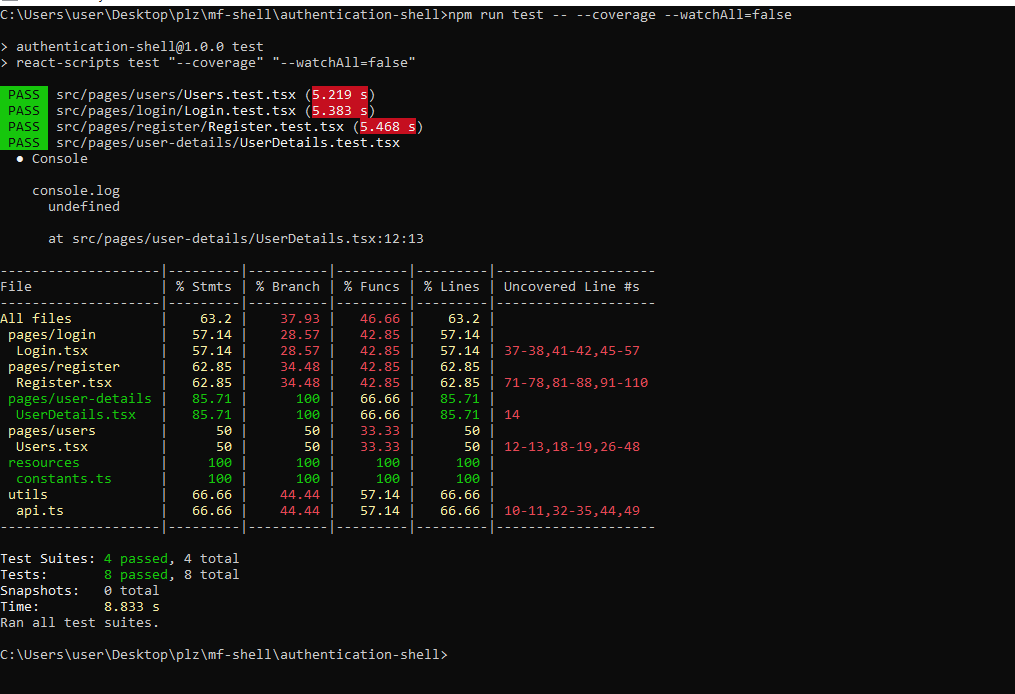 C:\Users\user\Desktop\plz\mf-shell\authentication-shell>npm run test -- --coverage --watchAll=false
> authentication-shell@1.0.0 test
> react-scripts test "--coverage" "--watchAll=false"
PASS src/pages/users/Users.test.tsx (5.219 s)
PASS src/pages/login/Login.test.tsx (5.383 s)
PASS src/pages/register/Register.test.tsx (5.468 s)
PASS src/pages/user-details/UserDetails.test.tsx
● Console
console.log
undefined
at src/pages/user-details/UserDetails.tsx:12:13
--------------------|---------|----------|---------|---------|--------------------
File                | % Stmts | % Branch | % Funcs | % Lines | Uncovered Line #s
--------------------|---------|----------|---------|---------|--------------------
All files           |    63.2 |    37.93 |   46.66 |    63.2 |
pages/login        |   57.14 |    28.57 |   42.85 |   57.14 |
Login.tsx         |   57.14 |    28.57 |   42.85 |   57.14 | 37-38,41-42,45-57
pages/register     |   62.85 |    34.48 |   42.85 |   62.85 |
Register.tsx      |   62.85 |    34.48 |   42.85 |   62.85 | 71-78,81-88,91-110
pages/user-details |   85.71 |      100 |   66.66 |   85.71 |
UserDetails.tsx   |   85.71 |      100 |   66.66 |   85.71 | 14
pages/users        |      50 |       50 |   33.33 |      50 |
Users.tsx         |      50 |       50 |   33.33 |      50 | 12-13,18-19,26-48
resources          |     100 |      100 |     100 |     100 |
constants.ts      |     100 |      100 |     100 |     100 |
utils              |   66.66 |    44.44 |   57.14 |   66.66 |
api.ts            |   66.66 |    44.44 |   57.14 |   66.66 | 10-11,32-35,44,49
--------------------|---------|----------|---------|---------|--------------------
Test Suites: 4 passed, 4 total
Tests:       8 passed, 8 total
Snapshots:   0 total
Time:        8.833 s
Ran all test suites.
C:\Users\user\Desktop\plz\mf-shell\authentication-shell>